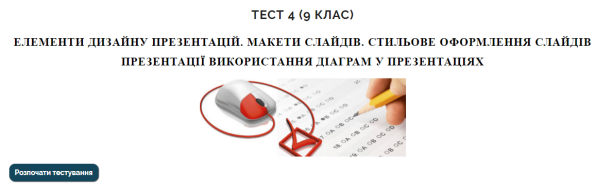 ТЕСТ 4 (9 КЛАС)
ЕЛЕМЕНТИ ДИЗАЙНУ ПРЕЗЕНТАЦІЙ. МАКЕТИ СЛАЙДІВ. СТИЛЬОВЕ ОФОРМЛЕННЯ СЛАЙДІВ
ПРЕЗЕНТАЦІЇ ВИКОРИСТАННЯ ДІАГРАМ У ПРЕЗЕНТАЦІЯХ
Розпочати тестування